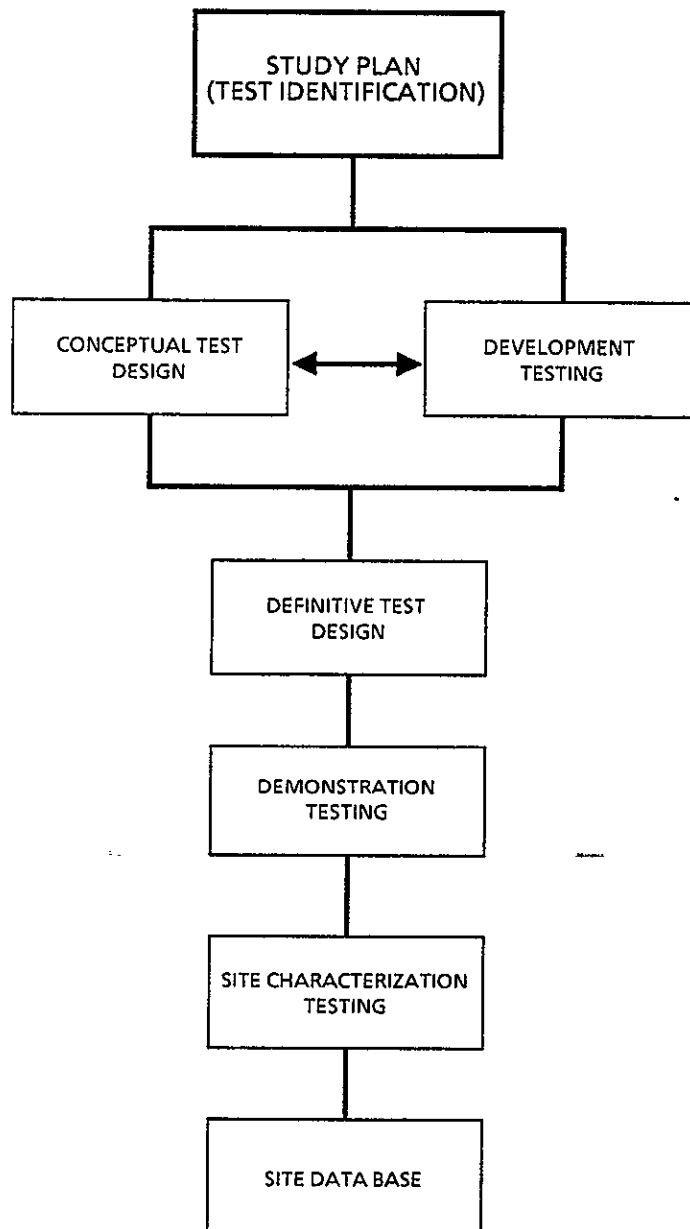 STUDY PLAN
(TEST IDENTIFICATION)
CONCEPTUAL TEST
DESIGN
DEVELOPMENT
TESTING
DEFINITIVE TEST
DESIGN
DEMONSTRATION
TESTING
SITE CHARACTERIZATION
TESTING
SITE DATA BASE